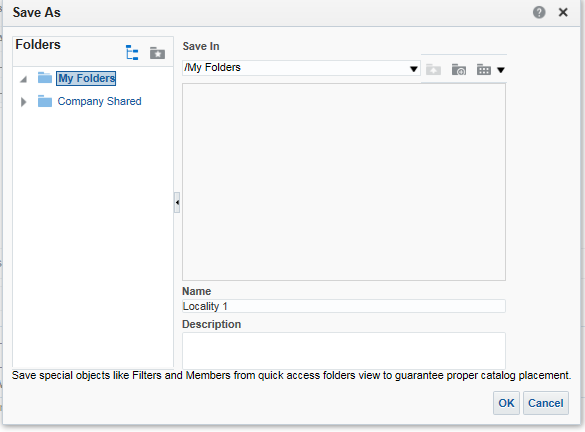 Save As
Folders
My Folders
Company Shared
Save In
/My Folders
Name
Locality 1
Description
Save special objects like Filters and Members from quick access folders view to guarantee proper catalog placement.
OK
Cancel